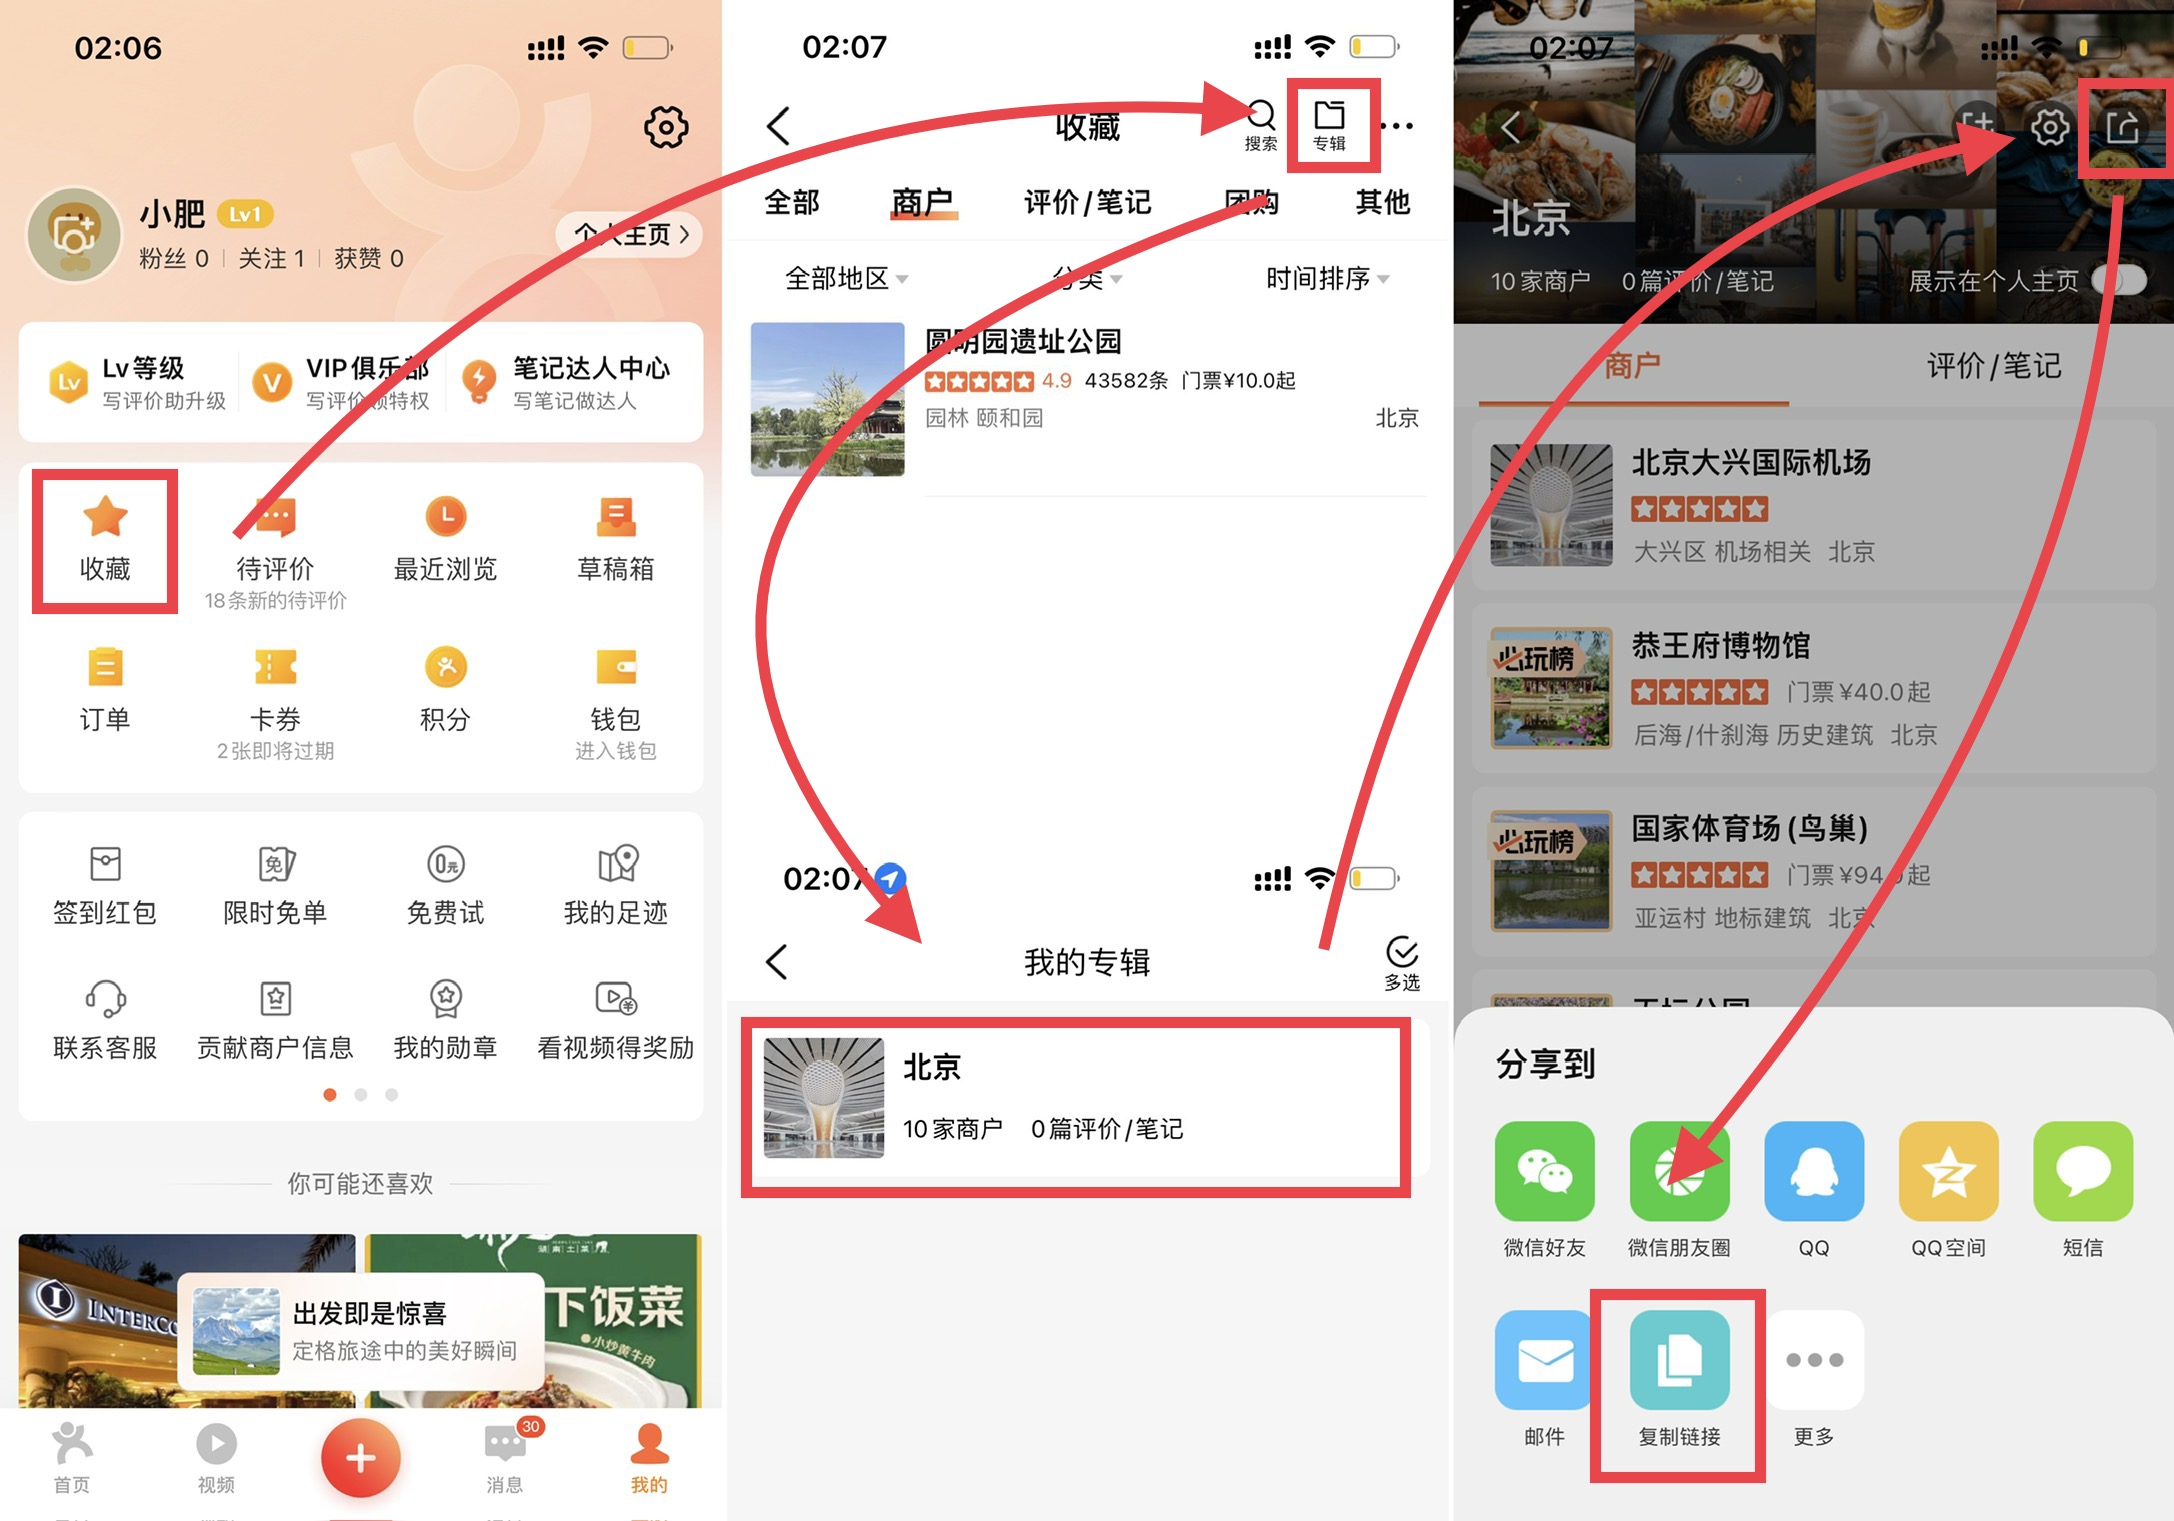 02:06
小肥 Lv1
粉丝 0 关注 1 获赞 0
个人主页
Lv等级
写评价助升级
VIP俱乐部
写评价领特权
笔记达人中心
写笔记做达人
收藏
待评价
18条新的待评价
最近浏览
草稿箱
订单
卡券
2张即将过期
积分
钱包
进入钱包
签到红包
限时免单
免费试
我的足迹
联系客服
贡献商户信息
我的勋章
看视频得奖励
你可能还喜欢
湖南土菜
下饭菜
小炒黄牛肉
出发即是惊喜
定格旅途中的美好瞬间
首页
视频
消息
30
我的
02:07
收藏
搜索
专辑
全部
商户
评价/笔记
团购
其他
全部地区
分类
时间排序
圆明园遗址公园
4.9 43582条 门票¥10.0起
园林 颐和园
北京
02:07
我的专辑
多选
北京
10家商户 0篇评价/笔记
02:07
北京
10家商户 0篇评价/笔记
展示在个人主页
商户
评价/笔记
北京大兴国际机场
大兴区 机场相关 北京
必玩榜
恭王府博物馆
门票¥40.0起
后海/什刹海 历史建筑 北京
必玩榜
国家体育场(鸟巢)
门票¥94.0起
亚运村 地标建筑 北京
分享到
微信好友
微信朋友圈
QQ
QQ空间
短信
邮件
复制链接
更多